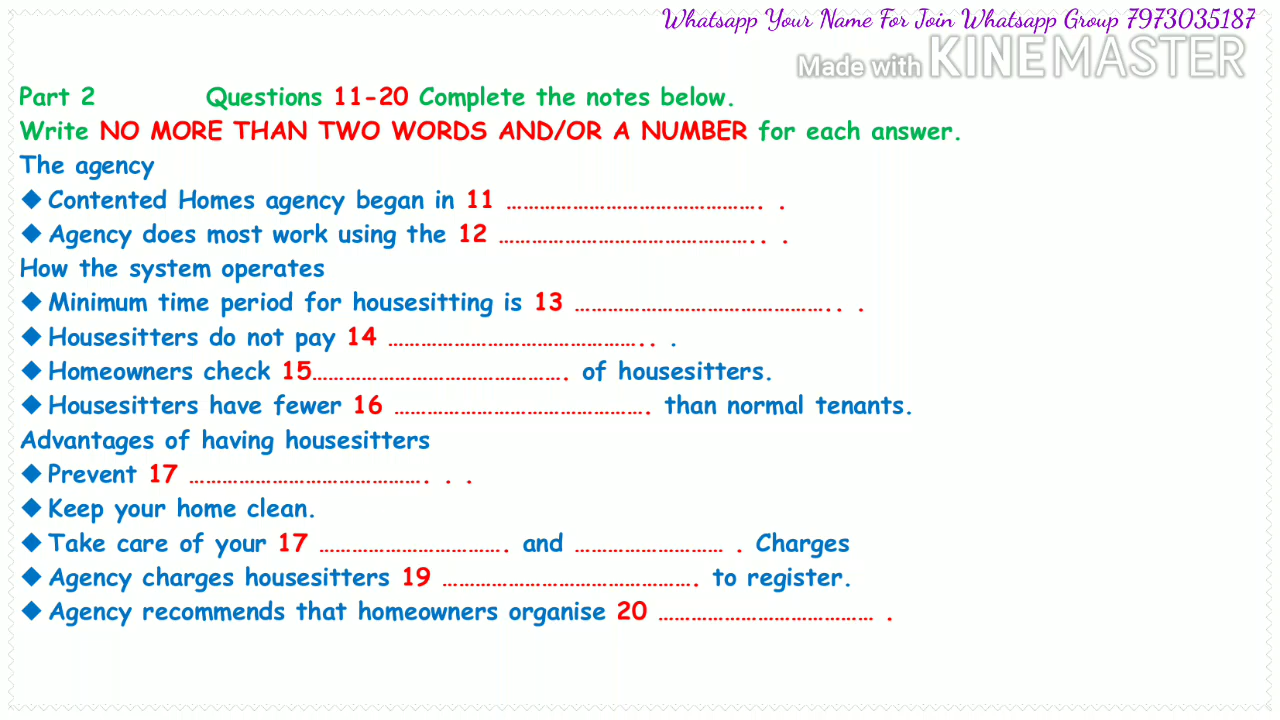 Whatsapp Your Name For Join Whatsapp Group 7973035187
Made with KINEMASTER
Part 2 Questions 11-20 Complete the notes below.
Write NO MORE THAN TWO WORDS AND/OR A NUMBER for each answer.
The agency
◆ Contented Homes agency began in 11 ………………………………………. .
◆ Agency does most work using the 12 ……………………………………….. .
How the system operates
◆ Minimum time period for housesitting is 13 ……………………………………….. .
◆ Housesitters do not pay 14 ……………………………………….. .
◆ Homeowners check 15………………………………………. of housesitters.
◆ Housesitters have fewer 16 ………………………………………. than normal tenants.
Advantages of having housesitters
◆ Prevent 17 ……………………………………. . .
◆ Keep your home clean.
◆ Take care of your 17 ……………………………. and ……………………… . Charges
◆ Agency charges housesitters 19 ………………………………………. to register.
◆ Agency recommends that homeowners organise 20 ………………………………… .